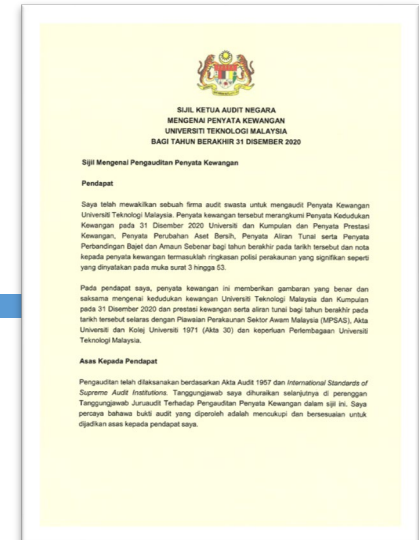 SIJIL KETUA AUDIT NEGARA
MENGENAI PENYATA KEWANGAN
UNIVERSITI TEKNOLOGI MALAYSIA
BAGI TAHUN BERAKHIR 31 DISEMBER 2020
Sijil Mengenai Pengauditan Penyata Kewangan
Pendapat
Saya telah mewakilkan sebuah firma audit swasta untuk mengaudit Penyata Kewangan
Universiti Teknologi Malaysia. Penyata kewangan tersebut merangkumi Penyata Kedudukan
Kewangan pada 31 Disember 2020 Universiti dan Kumpulan dan Penyata Prestasi
Kewangan, Penyata Perubahan Aset Bersih, Penyata Aliran Tunai serta Penyata
Perbandingan Bajet dan Amaun Sebenar bagi tahun berakhir pada tarikh tersebut dan nota
kepada penyata kewangan termasuklah ringkasan polisi perakaunan yang signifikan seperti
yang dinyatakan pada muka surat 3 hingga 53.
Pada pendapat saya, penyata kewangan ini memberikan gambaran yang benar dan
saksama mengenai kedudukan kewangan Universiti Teknologi Malaysia dan Kumpulan
pada 31 Disember 2020 dan prestasi kewangan serta aliran tunai bagi tahun berakhir pada
tarikh tersebut selaras dengan Piawaian Perakaunan Sektor Awam Malaysia (MPSAS), Akta
Universiti dan Kolej Universiti 1971 (Akta 30) dan keperluan Perlembagaan Universiti
Teknologi Malaysia.
Asas Kepada Pendapat
Pengauditan telah dilaksanakan berdasarkan Akta Audit 1957 dan International Standards of
Supreme Audit Institutions. Tanggungjawab saya dihuraikan selanjutnya di perenggan
Tanggungjawab Juruaudit Terhadap Pengauditan Penyata Kewangan dalam sijil ini. Saya
percaya bahawa bukti audit yang diperoleh adalah mencukupi dan bersesuaian untuk
dijadikan asas kepada pendapat saya.